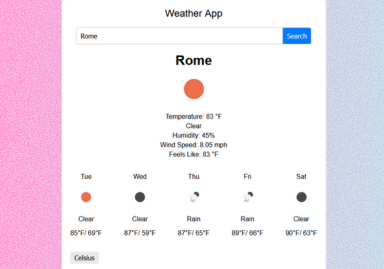 Weather App
Rome Search
Rome
Temperature: 83 °F
Clear
Humidity: 45%
Wind Speed: 8.05 mph
Feels Like: 83 °F
Tue Wed Thu Fri Sat
Clear Clear Rain Rain Clear
85°F/ 69°F 87°F/ 59°F 87°F/ 65°F 89°F/ 66°F 90°F/ 63°F
Celsius